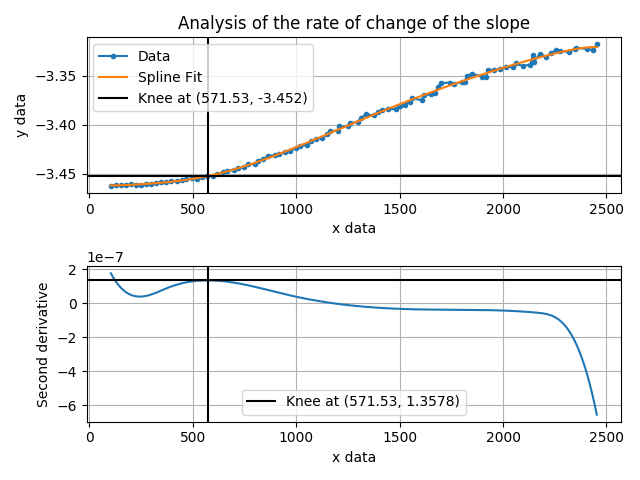 Analysis of the rate of change of the slope
Data
Spline Fit
Knee at (571.53, -3.452)
−3.35
−3.40
−3.45
y data
0 500 1000 1500 2000 2500
x data
1e−7
2
0
−2
−4
−6
Second derivative
Knee at (571.53, 1.3578)
0 500 1000 1500 2000 2500
x data